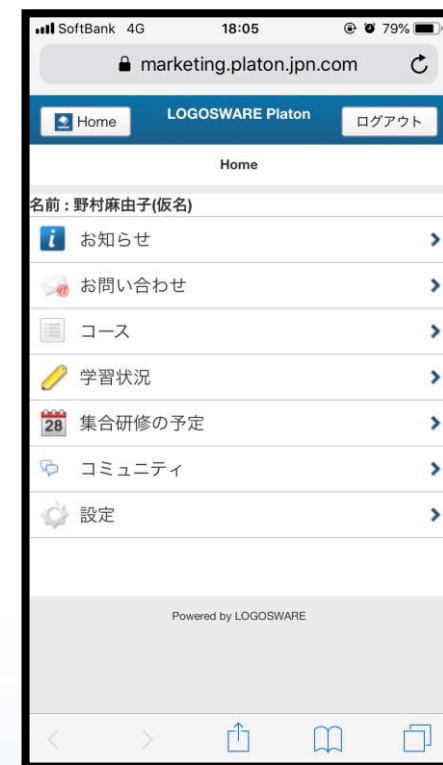 SoftBank 4G 18:05 79%
marketing.platon.jpn.com
Home LOGOSWARE Platon ログアウト
Home
名前 : 野村麻由子(仮名)
お知らせ
お問い合わせ
コース
学習状況
28 集合研修の予定
コミュニティ
設定
Powered by LOGOSWARE